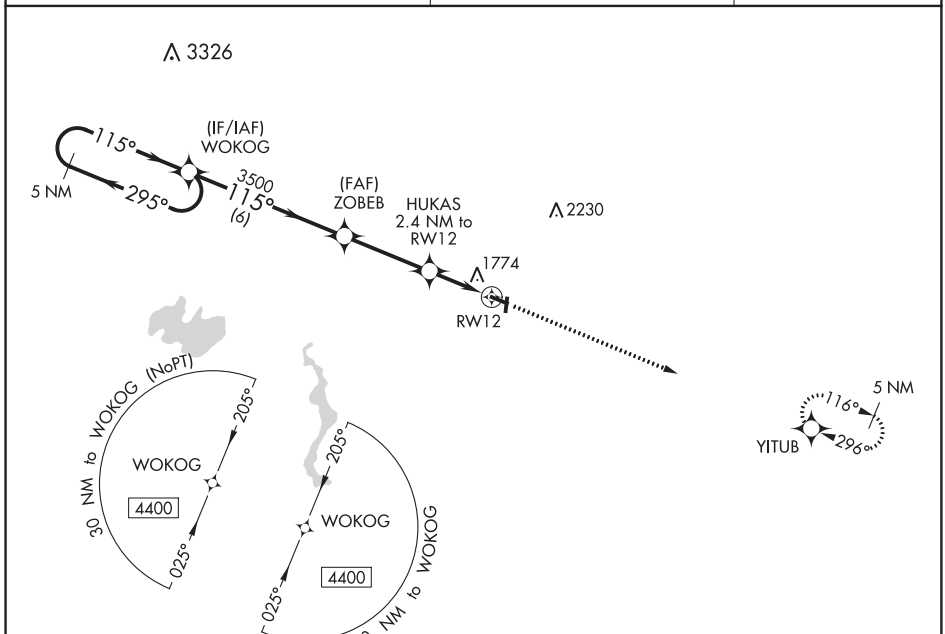 3326
(IF/IAF)
WOKOG
115°
5 NM
295°
3500
115°
(6)
(FAF)
ZOBEB
HUKAS
2.4 NM to
RW12
2230
1774
RW12
5 NM
116°
YITUB
296°
30 NM to WOKOG (NoPT)
205°
WOKOG
4400
025°
205°
WOKOG
4400
025°
NM to WOKOG